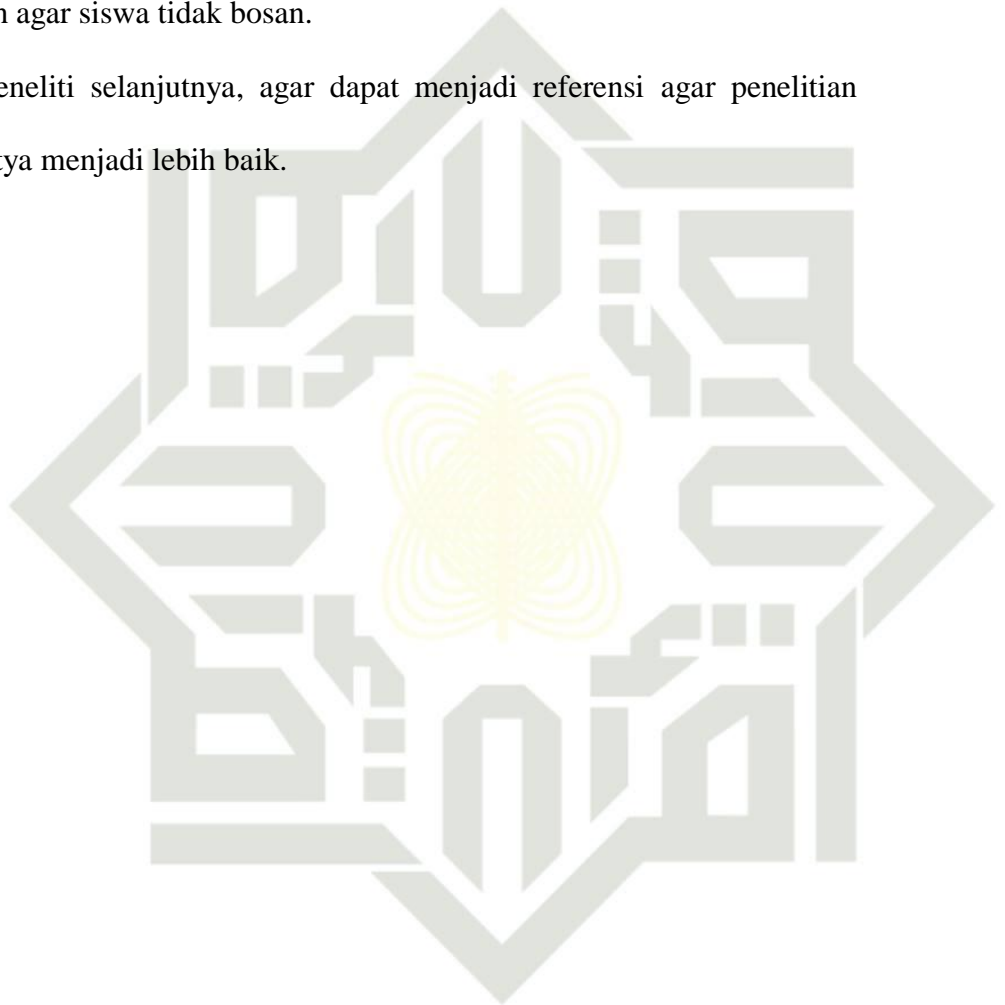 agar siswa tidak bosan.
eneliti selanjutnya, agar dapat menjadi referensi agar penelitian
ya menjadi lebih baik.